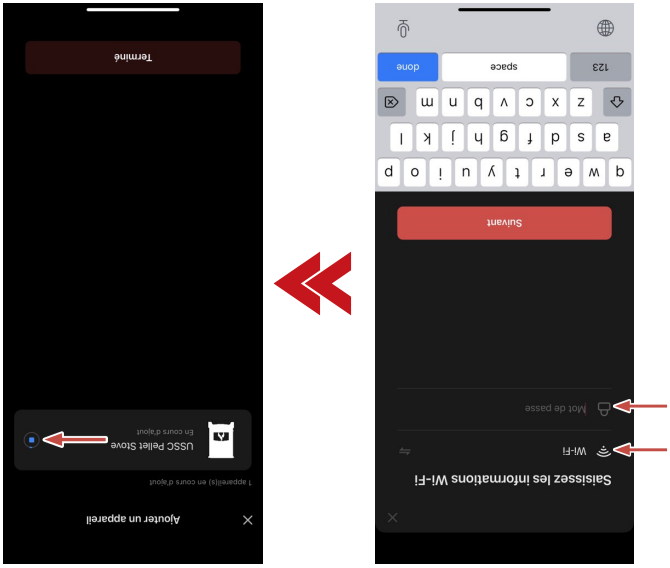 Saisissez les informations Wi-Fi
Wi-Fi
Mot de passe
Suivant
q w e r t y u i o p
a s d f g h j k l
z x c v b n m
123 space done
Ajouter un appareil
1 appareil(s) en cours d'ajout
USSC Pellet Stove
En cours d'ajout
Terminé